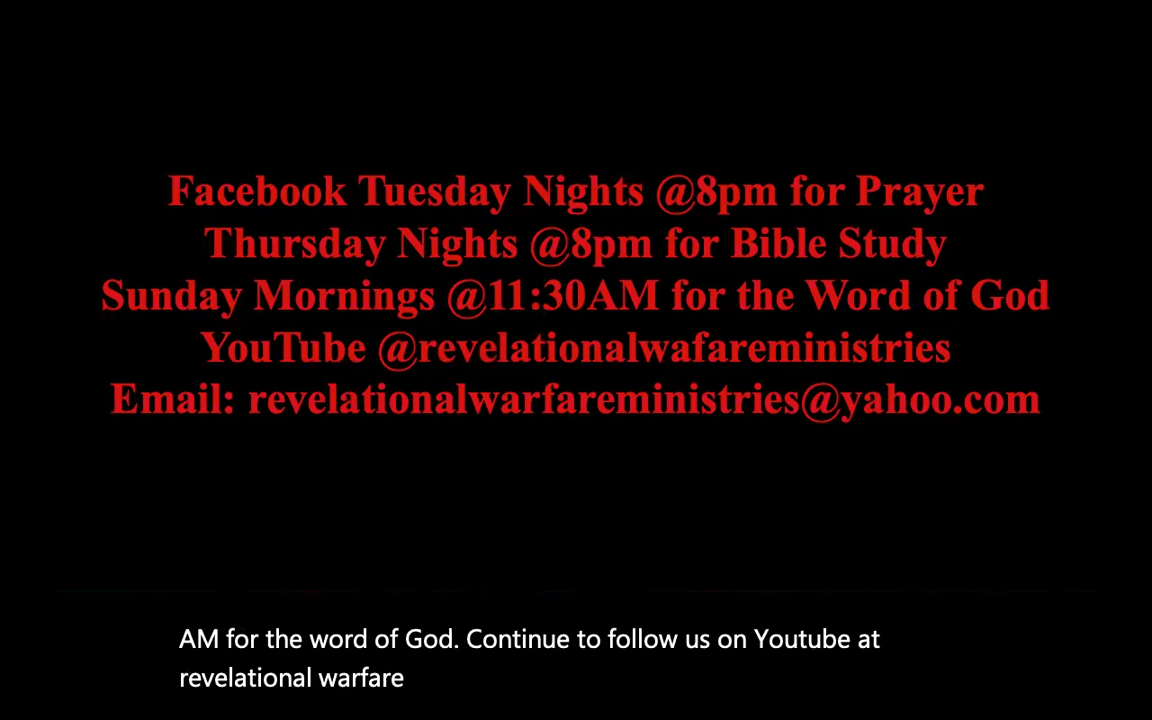 Facebook Tuesday Nights @8pm for Prayer
Thursday Nights @8pm for Bible Study
Sunday Mornings @11:30AM for the Word of God
YouTube @revelationalwafareministries
Email: revelationalwarfareministries@yahoo.com
AM for the word of God. Continue to follow us on Youtube at
revelational warfare